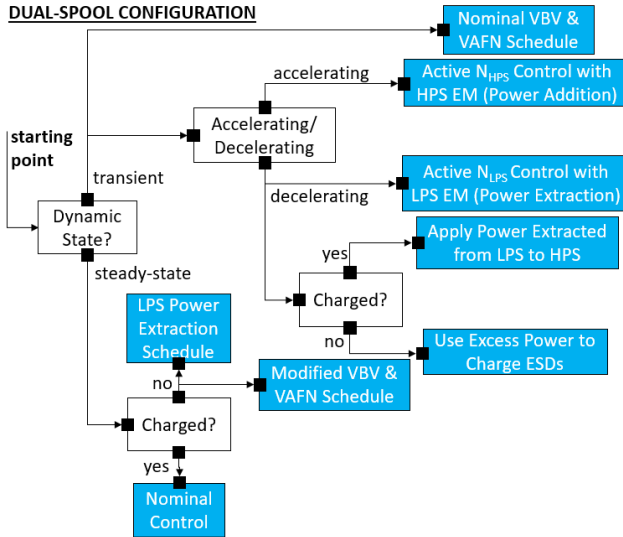 DUAL-SPOOL CONFIGURATION
Nominal VBV &
VAFN Schedule
accelerating
Active NHPS Control with
HPS EM (Power Addition)
Accelerating/
Decelerating
starting
point
transient
decelerating
Active NLPS Control with
LPS EM (Power Extraction)
Dynamic
State?
yes
Apply Power Extracted
from LPS to HPS
steady-state
Charged?
LPS Power
Extraction
Schedule
no
Use Excess Power to
Charge ESDs
no
Modified VBV &
VAFN Schedule
Charged?
yes
Nominal
Control